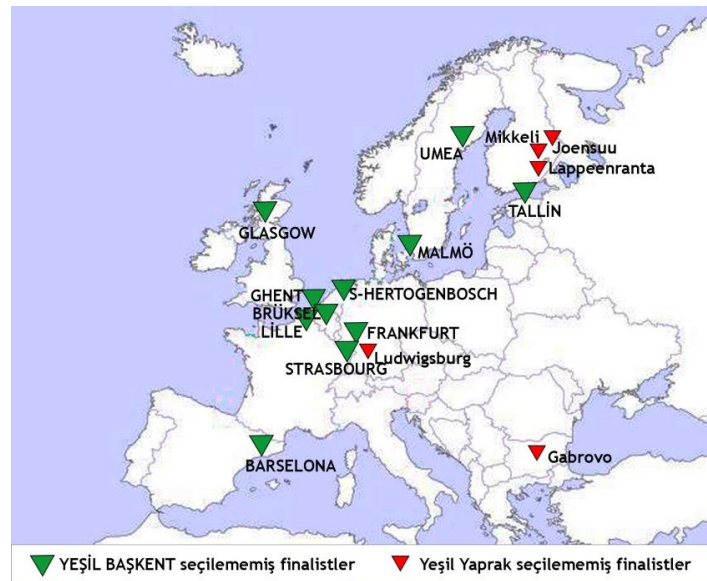 Mikkeli
UMEA
Joensuu
Lappeenranta
TALLİN
GLASGOW
MALMÖ
GHENT
S-HERTOGENBOSCH
BRÜKSEL
LİLLE
FRANKFURT
Ludwigsburg
STRASBOURG
Gabrovo
BARSELONA
YEŞİL BAŞKENT seçilememiş finalistler
Yeşil Yaprak seçilememiş finalistler